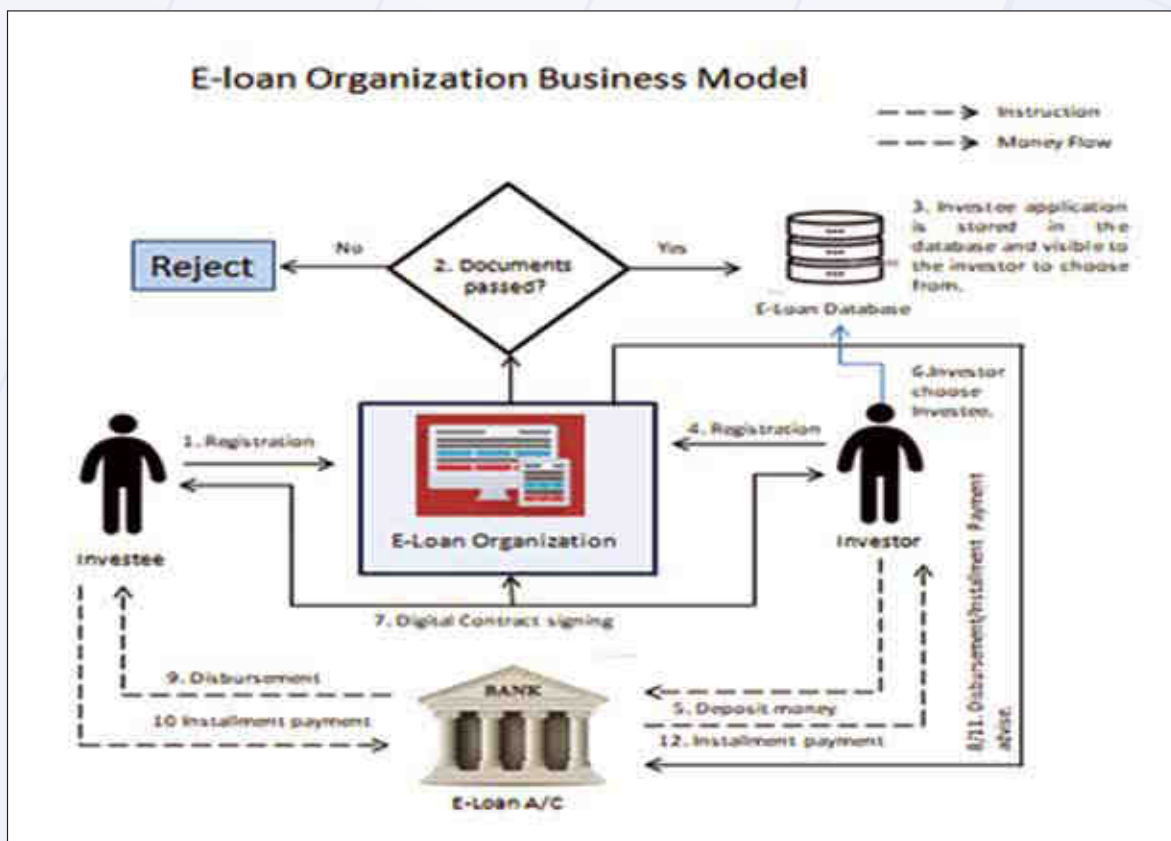 E-loan Organization Business Model
Instruction
Money Flow
No
Yes
Reject
2. Documents
passed?
3. Investee application
is stored in the
database and visible to
the investor to choose
from.
E-Loan Database
6.Investor
choose
Investee.
1. Registration
4. Registration
E-Loan Organization
Investee
Investor
7. Digital Contract signing
8/11. Disbursement/Instalment Payment
advise.
9. Disbursement
10 Installment payment
BANK
5. Deposit money
12. Installment payment
E-Loan A/C